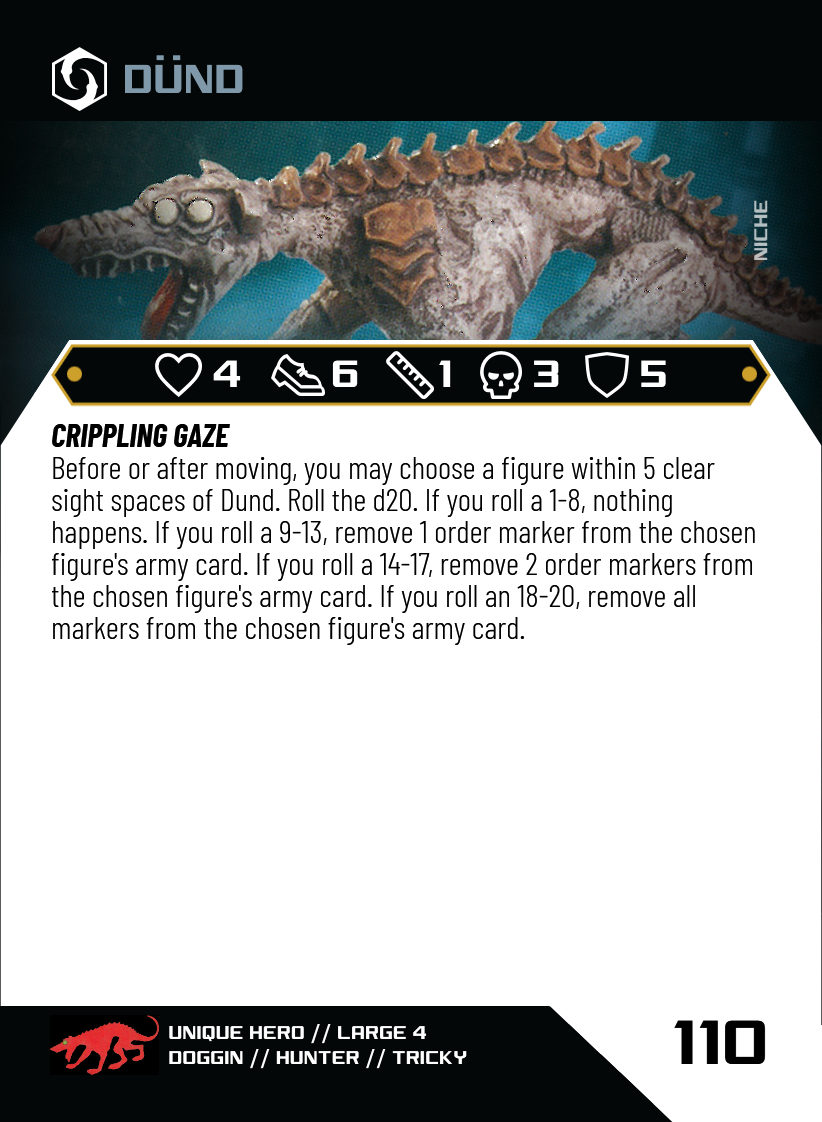 DÜND
NICHE
4 6 1 3 5
CRIPPLING GAZE
Before or after moving, you may choose a figure within 5 clear
sight spaces of Dund. Roll the d20. If you roll a 1-8, nothing
happens. If you roll a 9-13, remove 1 order marker from the chosen
figure's army card. If you roll a 14-17, remove 2 order markers from
the chosen figure's army card. If you roll an 18-20, remove all
markers from the chosen figure's army card.
UNIQUE HERO // LARGE 4
DOGGIN // HUNTER // TRICKY
110